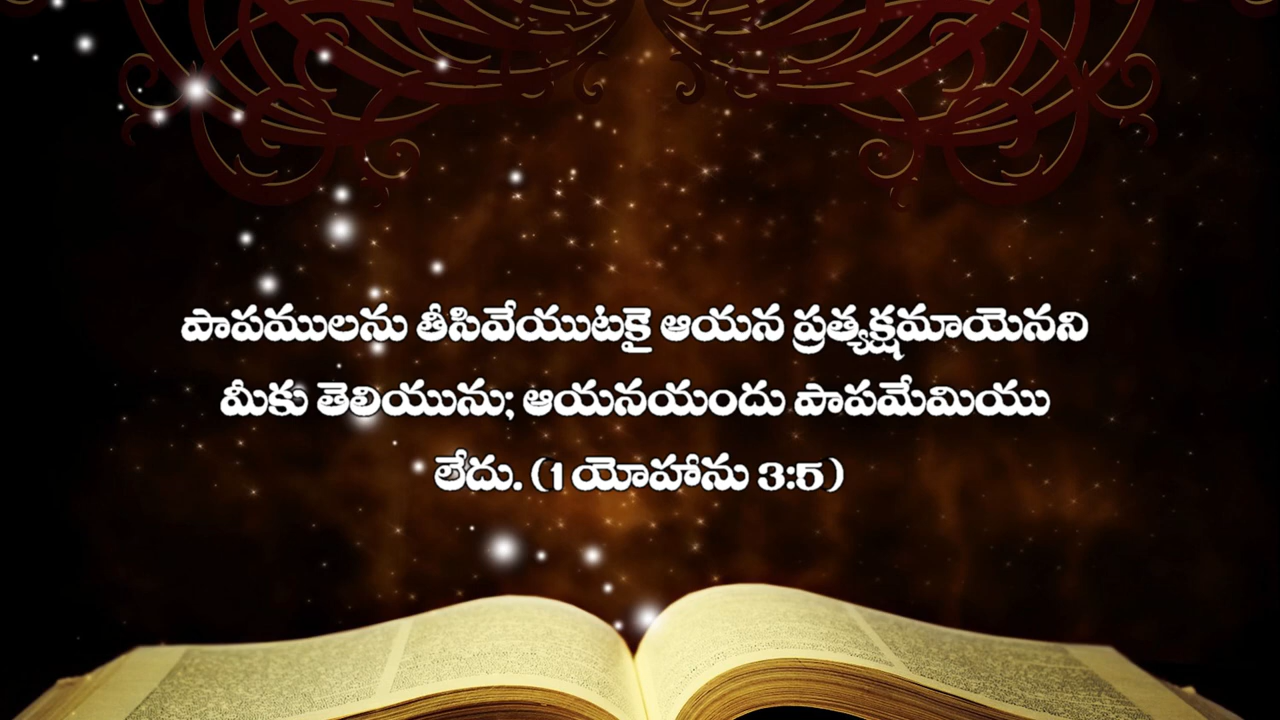 పాపములను తీసివేయుటకై ఆయన ప్రత్యక్షమాయెనని
మీకు తెలియును; ఆయనయందు పాపమేమియు
లేదు. (1 యోహాను 3:5)